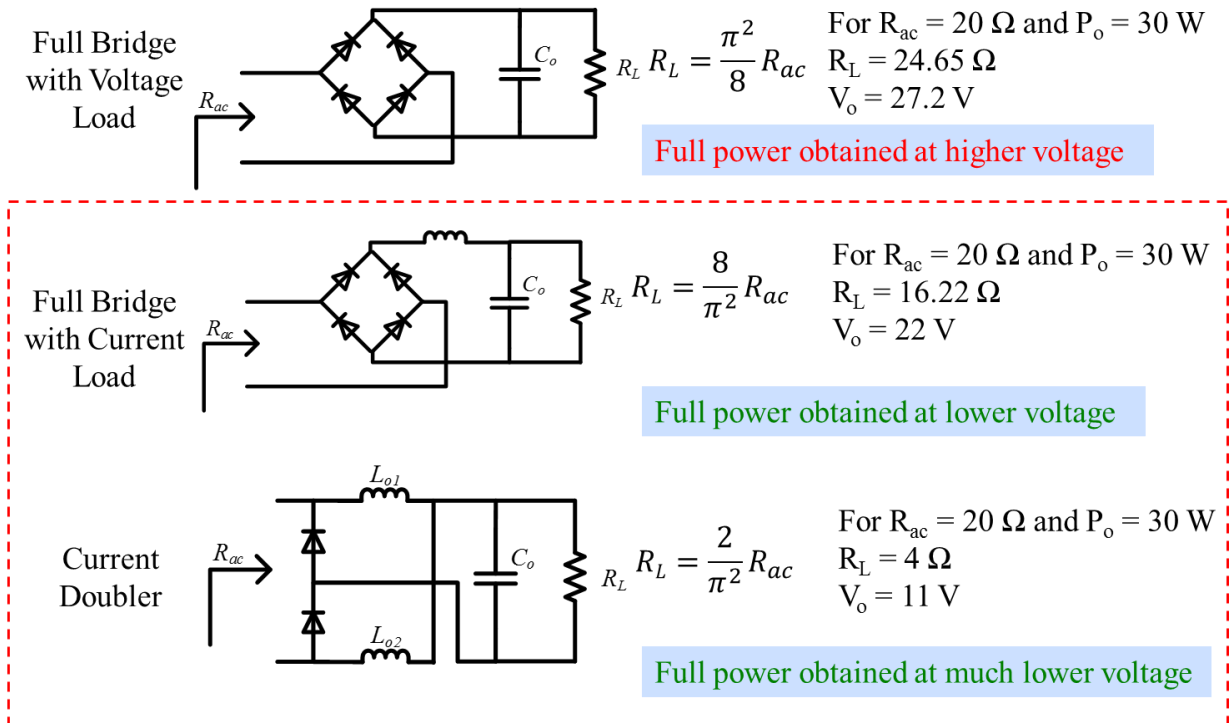 Full Bridge
with Voltage
Load
R_ac
C_o
R_L
R_L = π²/8 R_ac
For R_ac = 20 Ω and P_o = 30 W
R_L = 24.65 Ω
V_o = 27.2 V
Full power obtained at higher voltage
Full Bridge
with Current
Load
R_ac
C_o
R_L
R_L = 8/π² R_ac
For R_ac = 20 Ω and P_o = 30 W
R_L = 16.22 Ω
V_o = 22 V
Full power obtained at lower voltage
Current
Doubler
R_ac
L_o1
L_o2
C_o
R_L
R_L = 2/π² R_ac
For R_ac = 20 Ω and P_o = 30 W
R_L = 4 Ω
V_o = 11 V
Full power obtained at much lower voltage